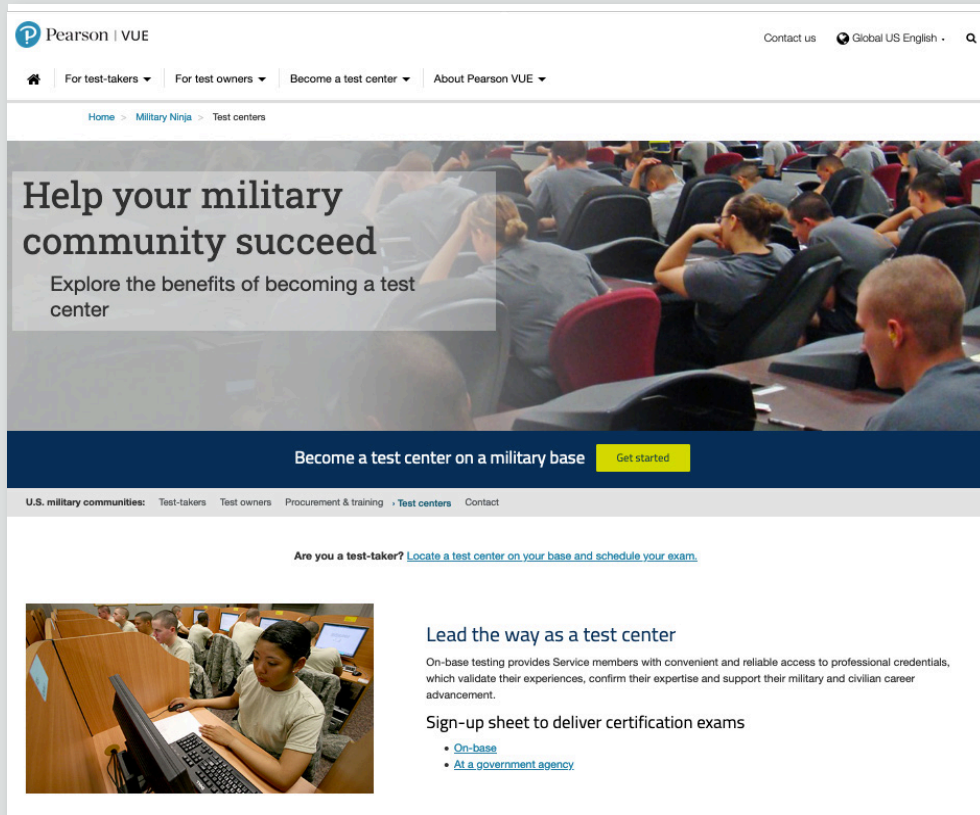 Pearson | VUE
Contact us
Global US English
For test-takers
For test owners
Become a test center
About Pearson VUE
Home > Military Ninja > Test centers
Help your military
community succeed
Explore the benefits of becoming a test
center
Become a test center on a military base
Get started
U.S. military communities: Test-takers Test owners Procurement & training › Test centers Contact
Are you a test-taker? Locate a test center on your base and schedule your exam.
Lead the way as a test center
On-base testing provides Service members with convenient and reliable access to professional credentials,
which validate their experiences, confirm their expertise and support their military and civilian career
advancement.
Sign-up sheet to deliver certification exams
• On-base
• At a government agency